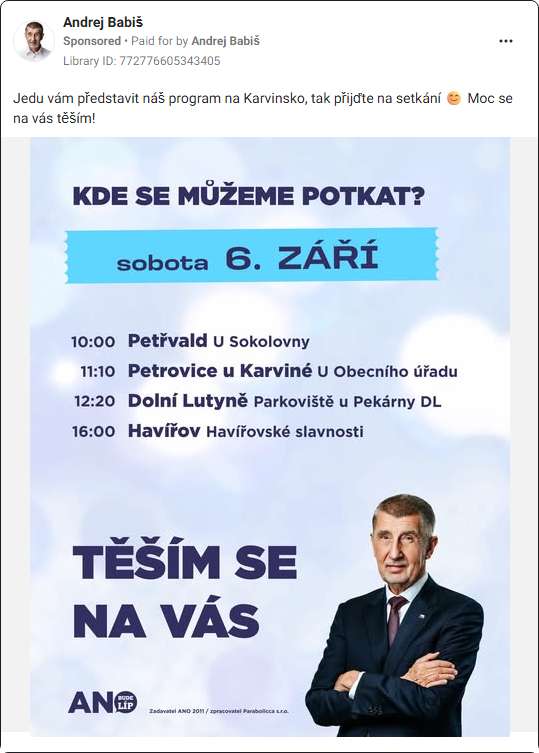 Andrej Babiš
Sponsored • Paid for by Andrej Babiš
Library ID: 772776605343405
Jedu vám představit náš program na Karvinsko, tak přijďte na setkání 😊 Moc se
na vás těším!
KDE SE MŮŽEME POTKAT?
sobota 6. ZÁŘÍ
10:00 Petřvald U Sokolovny
11:10 Petrovice u Karviné U Obecního úřadu
12:20 Dolní Lutyně Parkoviště u Pekárny DL
16:00 Havířov Havířovské slavnosti
TĚŠÍM SE
NA VÁS
ANO BUDE LÍP
Zadavatel ANO 2011 / zpracovatel Parabolicca s.r.o.